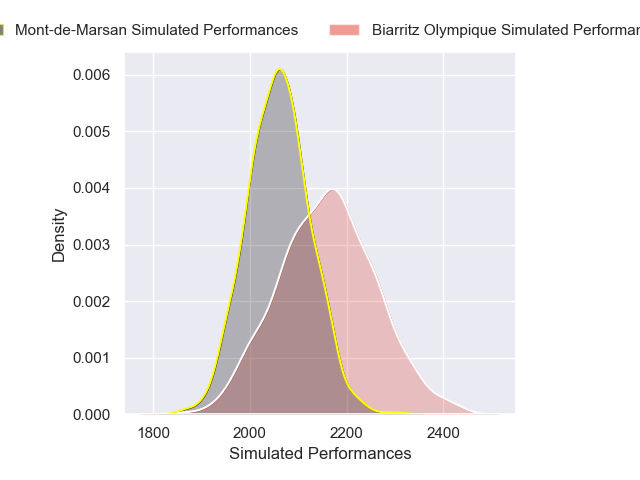 Mont-de-Marsan Simulated Performances Biarritz Olympique Simulated
0.006
0.005
0.004
0.003
0.002
0.001
0.000
Density
1800 2000 2200 2400
Simulated Performances